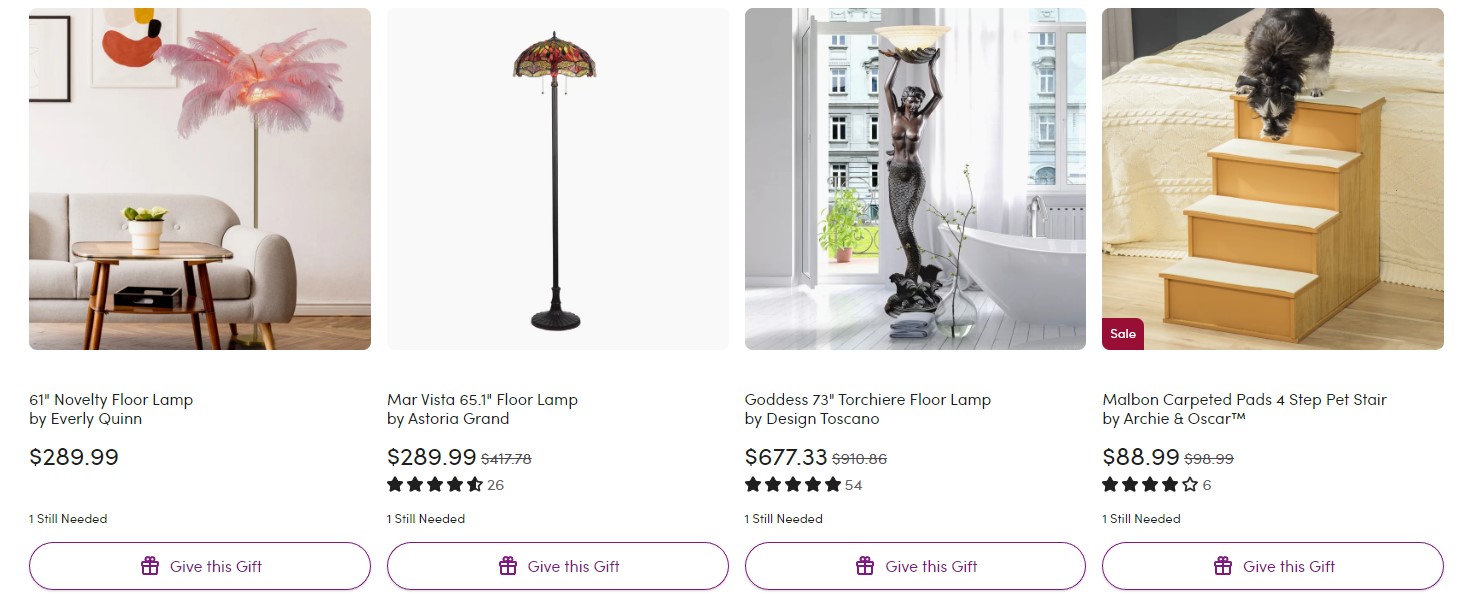 Sale
61" Novelty Floor Lamp
by Everly Quinn
$289.99
1 Still Needed
Give this Gift
Mar Vista 65.1" Floor Lamp
by Astoria Grand
$289.99 $417.78
26
1 Still Needed
Give this Gift
Goddess 73" Torchiere Floor Lamp
by Design Toscano
$677.33 $910.86
54
1 Still Needed
Give this Gift
Malbon Carpeted Pads 4 Step Pet Stair
by Archie & Oscar™
$88.99 $98.99
6
1 Still Needed
Give this Gift